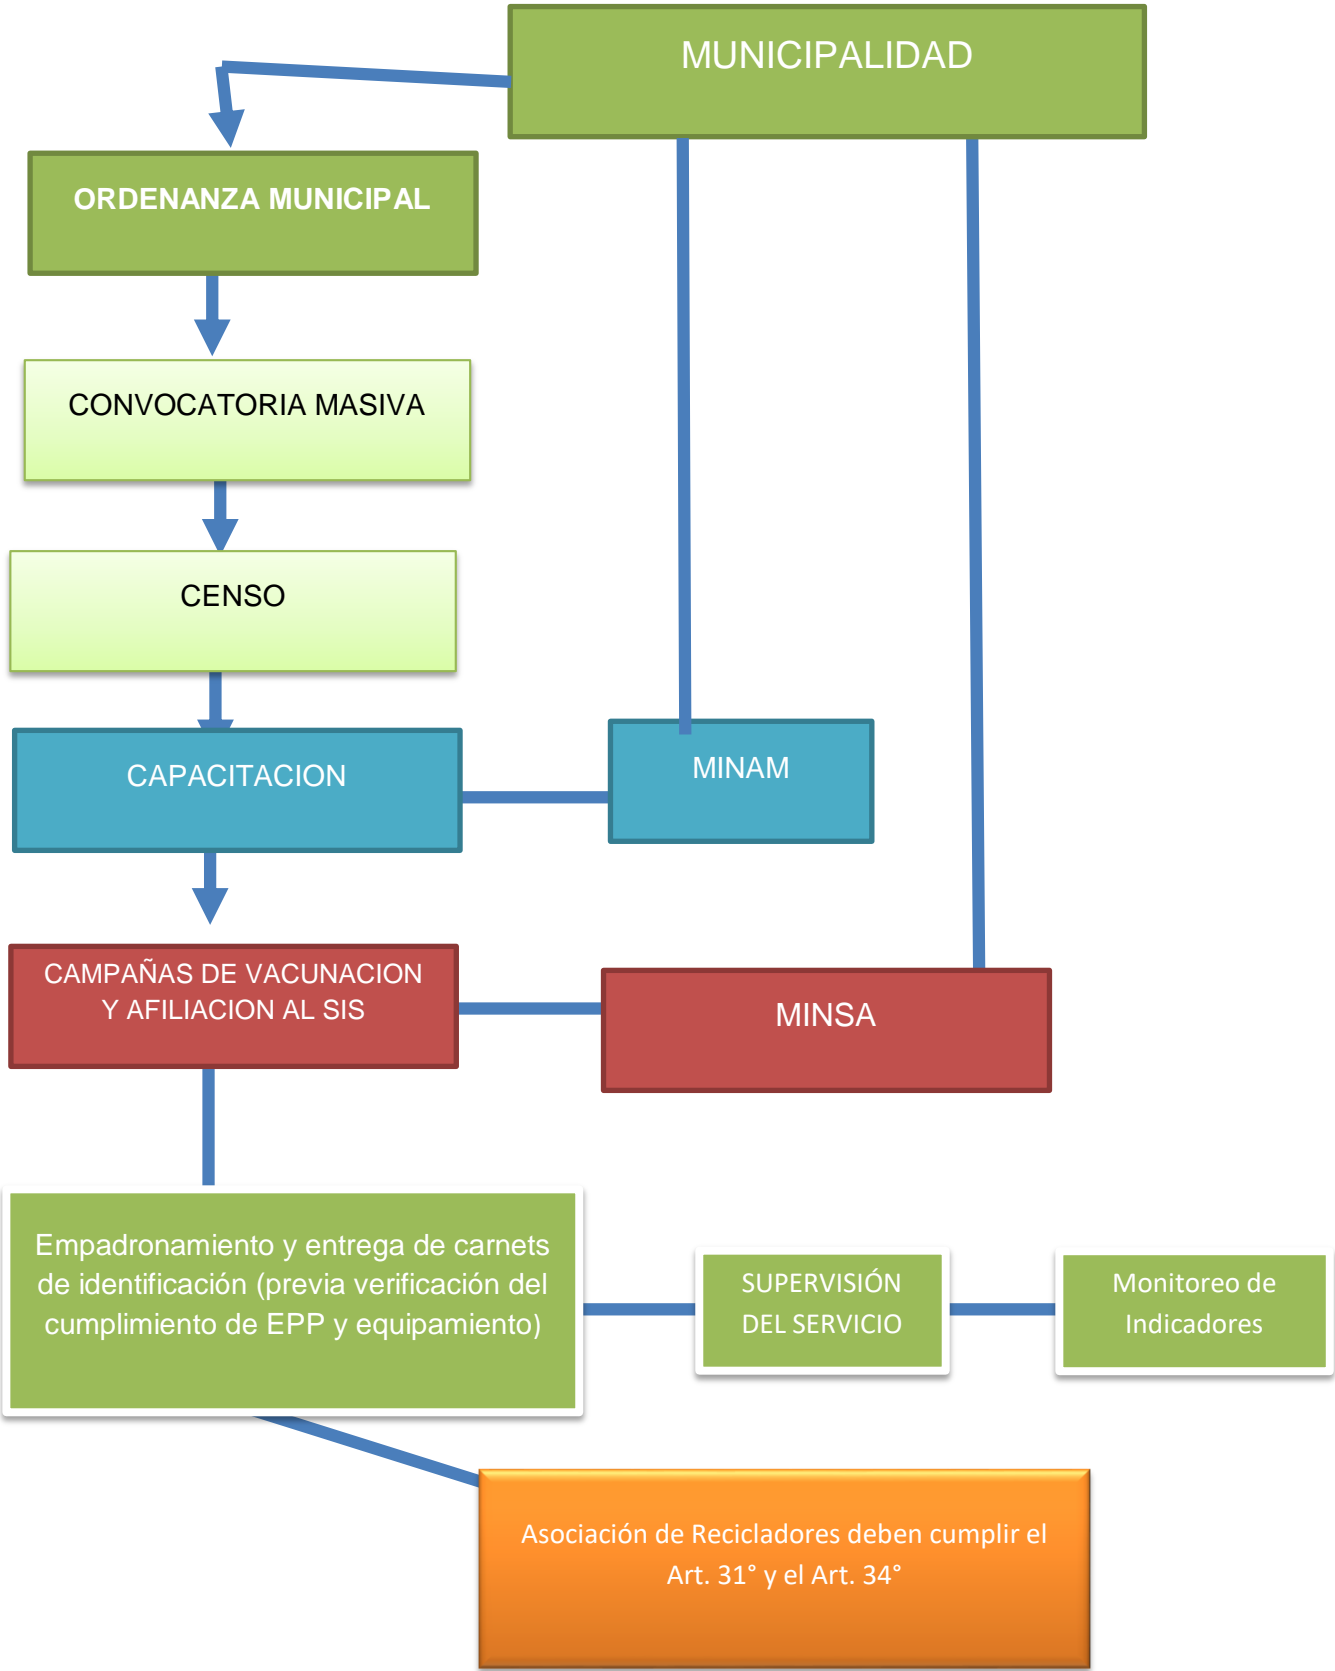 MUNICIPALIDAD
ORDENANZA MUNICIPAL
CONVOCATORIA MASIVA
CENSO
CAPACITACION
MINAM
CAMPAÑAS DE VACUNACION
Y AFILIACION AL SIS
MINSA
Empadronamiento y entrega de carnets
de identificación (previa verificación del
cumplimiento de EPP y equipamiento)
SUPERVISIÓN
DEL SERVICIO
Monitoreo de
Indicadores
Asociación de Recicladores deben cumplir el
Art. 31° y el Art. 34°